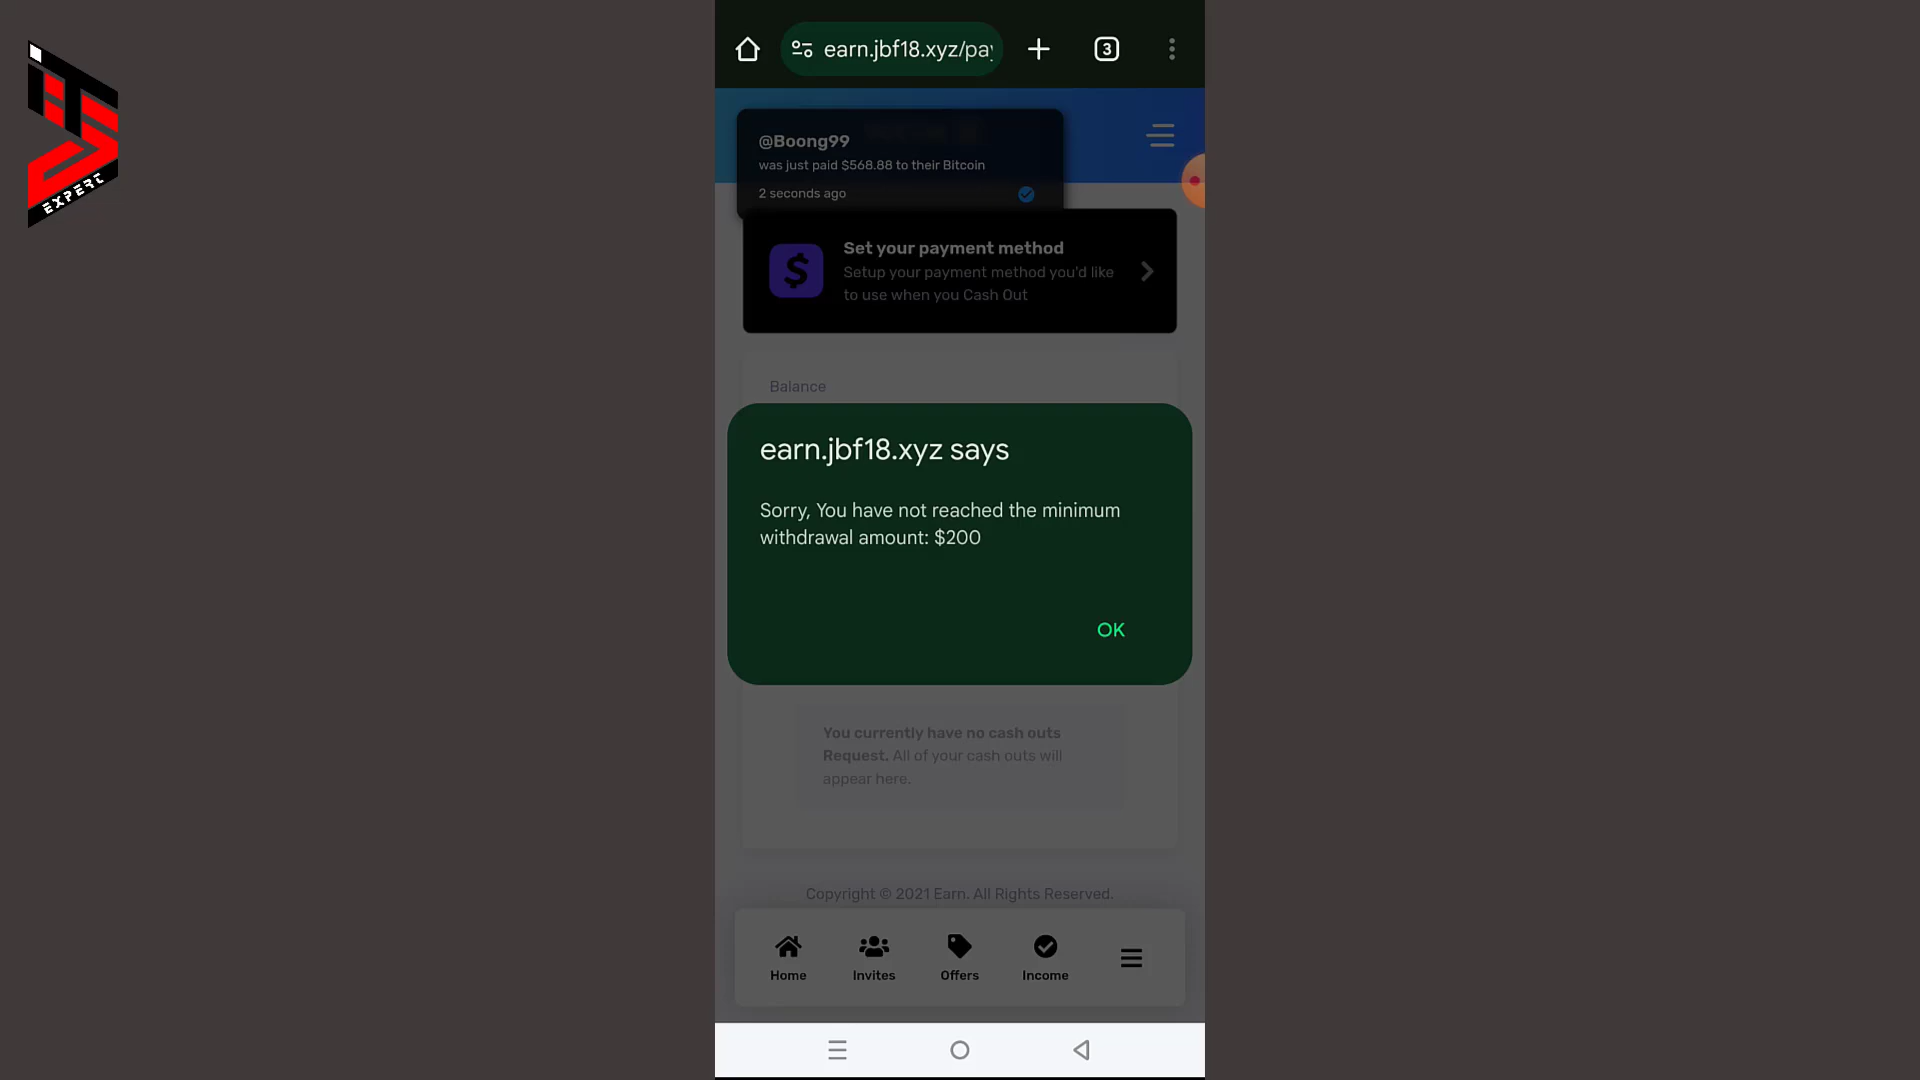 ITS
EXPERT
earn.jbf18.xyz/pay
3
@Boong99
was just paid $568.88 to their Bitcoin
2 seconds ago
Set your payment method
Setup your payment method you'd like
to use when you Cash Out
Balance
earn.jbf18.xyz says
Sorry, You have not reached the minimum
withdrawal amount: $200
OK
You currently have no cash outs
Request. All of your cash outs will
appear here.
Copyright © 2021 Earn. All Rights Reserved.
Home
Invites
Offers
Income